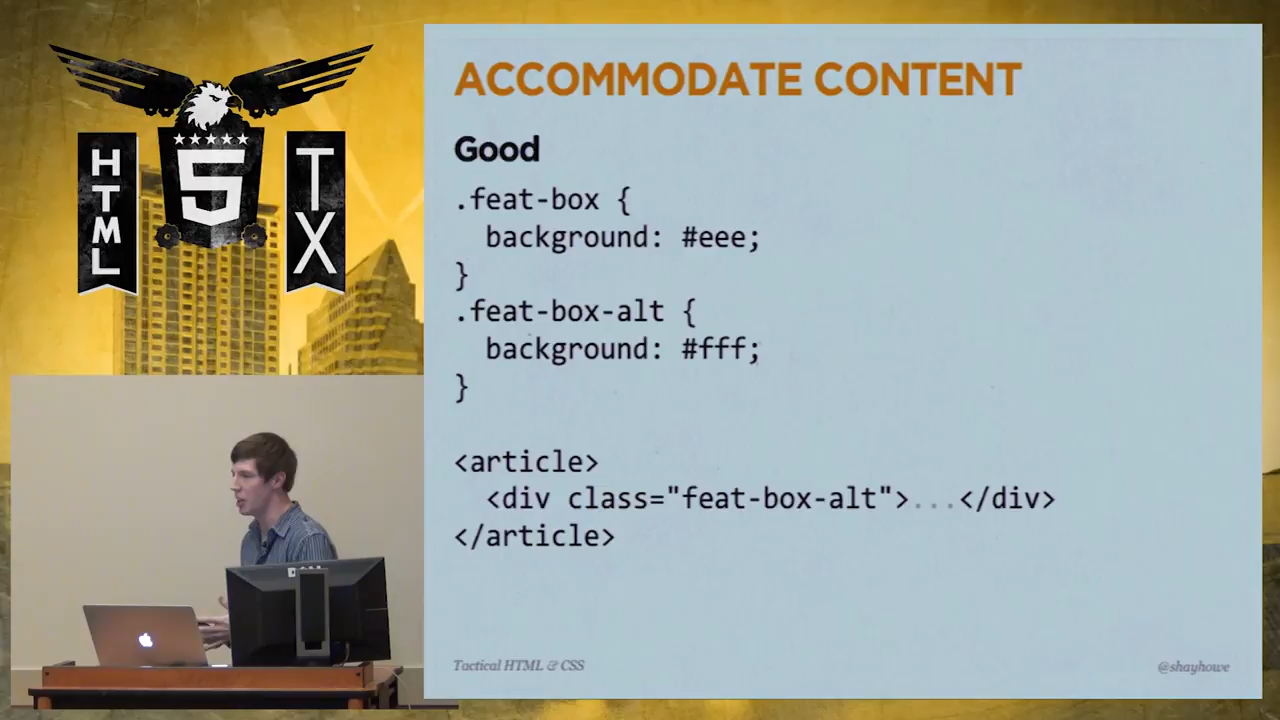 HTML
5
TX
ACCOMMODATE CONTENT
Good
.feat-box {
  background: #eee;
}
.feat-box-alt {
  background: #fff;
}
<article>
  <div class="feat-box-alt">...</div>
</article>
Tactical HTML & CSS
@shayhowe